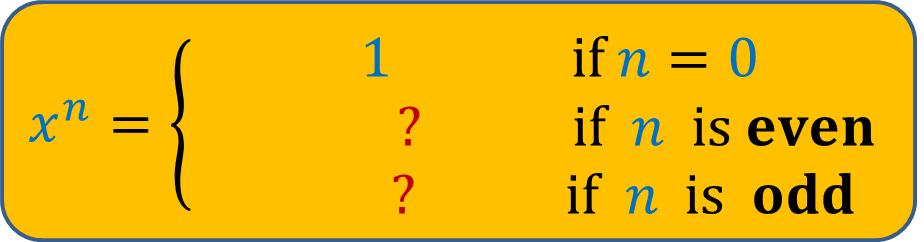 1 if n = 0
xⁿ = { ? if n is even
? if n is odd